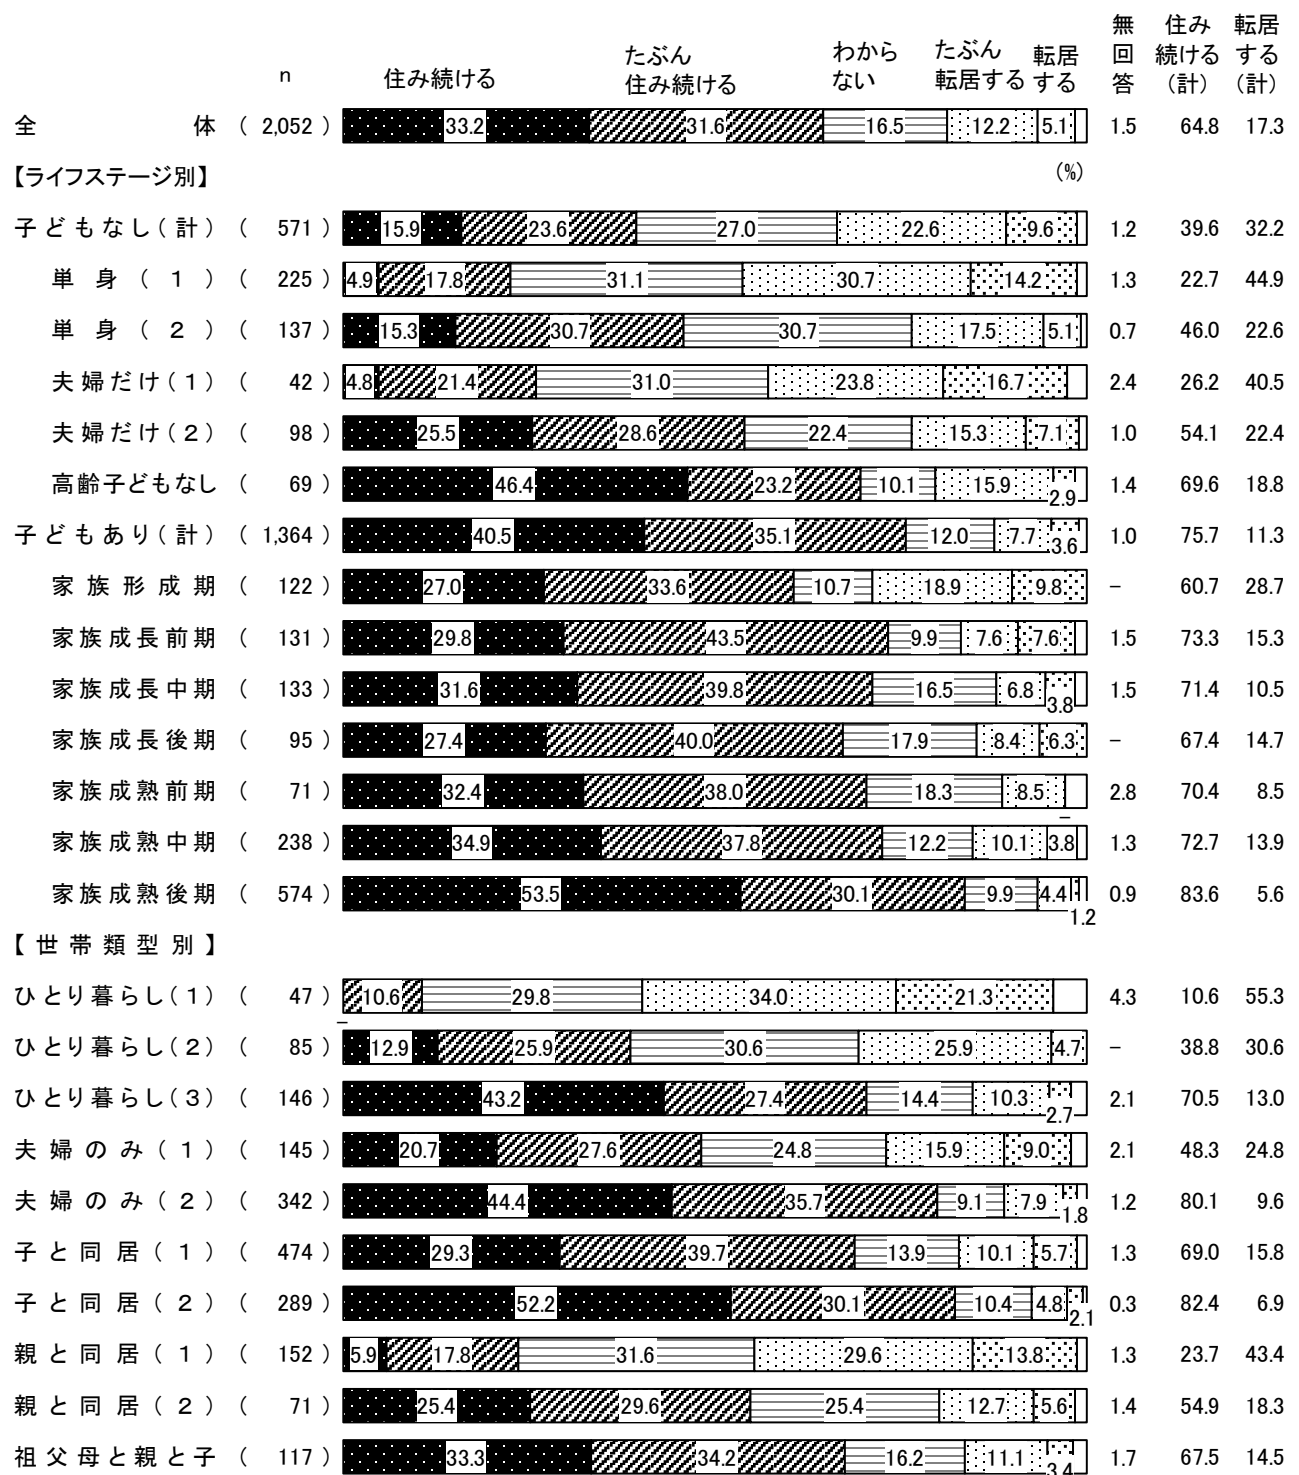 無回答 住み続ける(計) 転居する(計)
n 住み続ける たぶん住み続ける わからない たぶん転居する 転居する
全体 ( 2,052 ) 33.2 31.6 16.5 12.2 5.1 1.5 64.8 17.3
【ライフステージ別】 (%)
子どもなし(計) ( 571 ) 15.9 23.6 27.0 22.6 9.6 1.2 39.6 32.2
単身(1) ( 225 ) 4.9 17.8 31.1 30.7 14.2 1.3 22.7 44.9
単身(2) ( 137 ) 15.3 30.7 30.7 17.5 5.1 0.7 46.0 22.6
夫婦だけ(1) ( 42 ) 4.8 21.4 31.0 23.8 16.7 2.4 26.2 40.5
夫婦だけ(2) ( 98 ) 25.5 28.6 22.4 15.3 7.1 1.0 54.1 22.4
高齢子どもなし ( 69 ) 46.4 23.2 10.1 15.9 2.9 1.4 69.6 18.8
子どもあり(計) ( 1,364 ) 40.5 35.1 12.0 7.7 3.6 1.0 75.7 11.3
家族形成期 ( 122 ) 27.0 33.6 10.7 18.9 9.8 － 60.7 28.7
家族成長前期 ( 131 ) 29.8 43.5 9.9 7.6 7.6 1.5 73.3 15.3
家族成長中期 ( 133 ) 31.6 39.8 16.5 6.8 3.8 1.5 71.4 10.5
家族成長後期 ( 95 ) 27.4 40.0 17.9 8.4 6.3 － 67.4 14.7
家族成熟前期 ( 71 ) 32.4 38.0 18.3 8.5 － 2.8 70.4 8.5
家族成熟中期 ( 238 ) 34.9 37.8 12.2 10.1 3.8 1.3 72.7 13.9
家族成熟後期 ( 574 ) 53.5 30.1 9.9 4.4 1.2 0.9 83.6 5.6
【世帯類型別】
ひとり暮らし(1) ( 47 ) － 10.6 29.8 34.0 21.3 4.3 10.6 55.3
ひとり暮らし(2) ( 85 ) 12.9 25.9 30.6 25.9 4.7 － 38.8 30.6
ひとり暮らし(3) ( 146 ) 43.2 27.4 14.4 10.3 2.7 2.1 70.5 13.0
夫婦のみ(1) ( 145 ) 20.7 27.6 24.8 15.9 9.0 2.1 48.3 24.8
夫婦のみ(2) ( 342 ) 44.4 35.7 9.1 7.9 1.8 1.2 80.1 9.6
子と同居(1) ( 474 ) 29.3 39.7 13.9 10.1 5.7 1.3 69.0 15.8
子と同居(2) ( 289 ) 52.2 30.1 10.4 4.8 2.1 0.3 82.4 6.9
親と同居(1) ( 152 ) 5.9 17.8 31.6 29.6 13.8 1.3 23.7 43.4
親と同居(2) ( 71 ) 25.4 29.6 25.4 12.7 5.6 1.4 54.9 18.3
祖父母と親と子 ( 117 ) 33.3 34.2 16.2 11.1 3.4 1.7 67.5 14.5